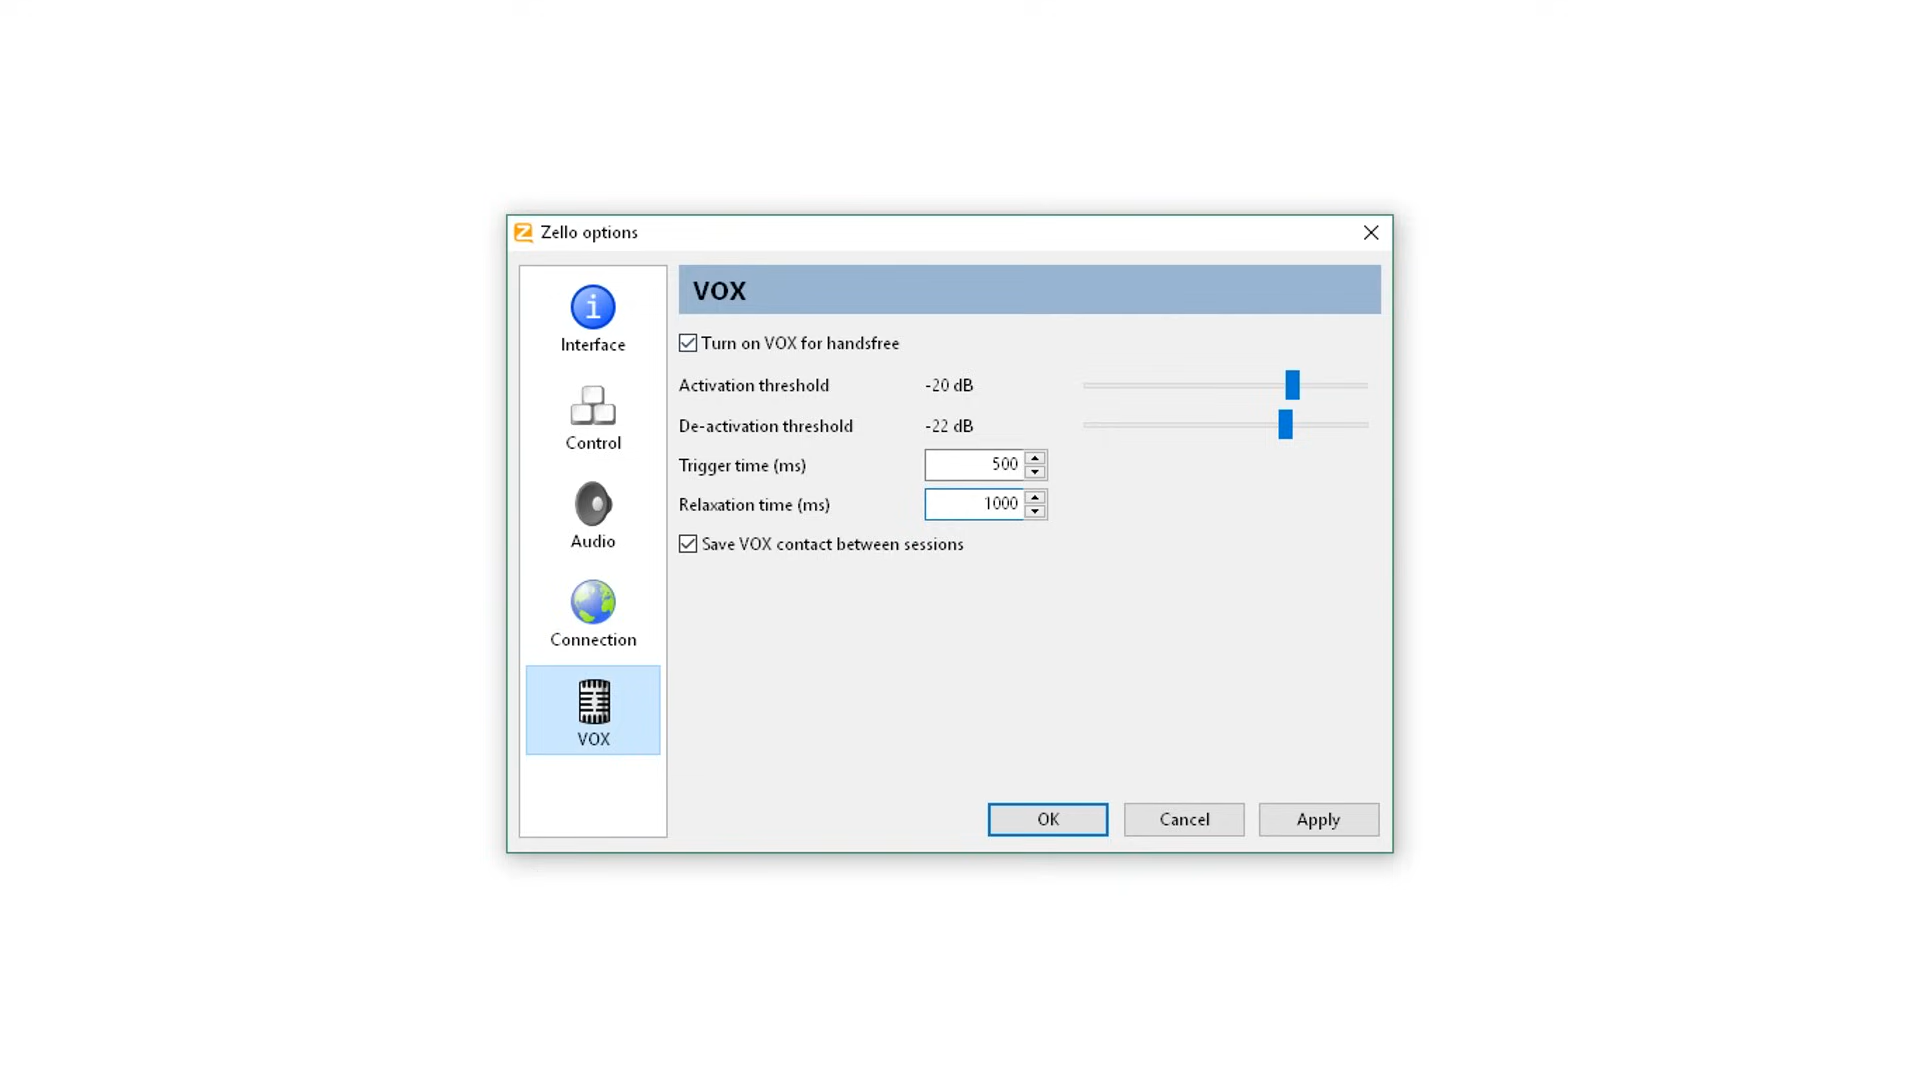 Zello options
Interface
Control
Audio
Connection
VOX
VOX
Turn on VOX for handsfree
Activation threshold -20 dB
De-activation threshold -22 dB
Trigger time (ms) 500
Relaxation time (ms) 1000
Save VOX contact between sessions
OK Cancel Apply